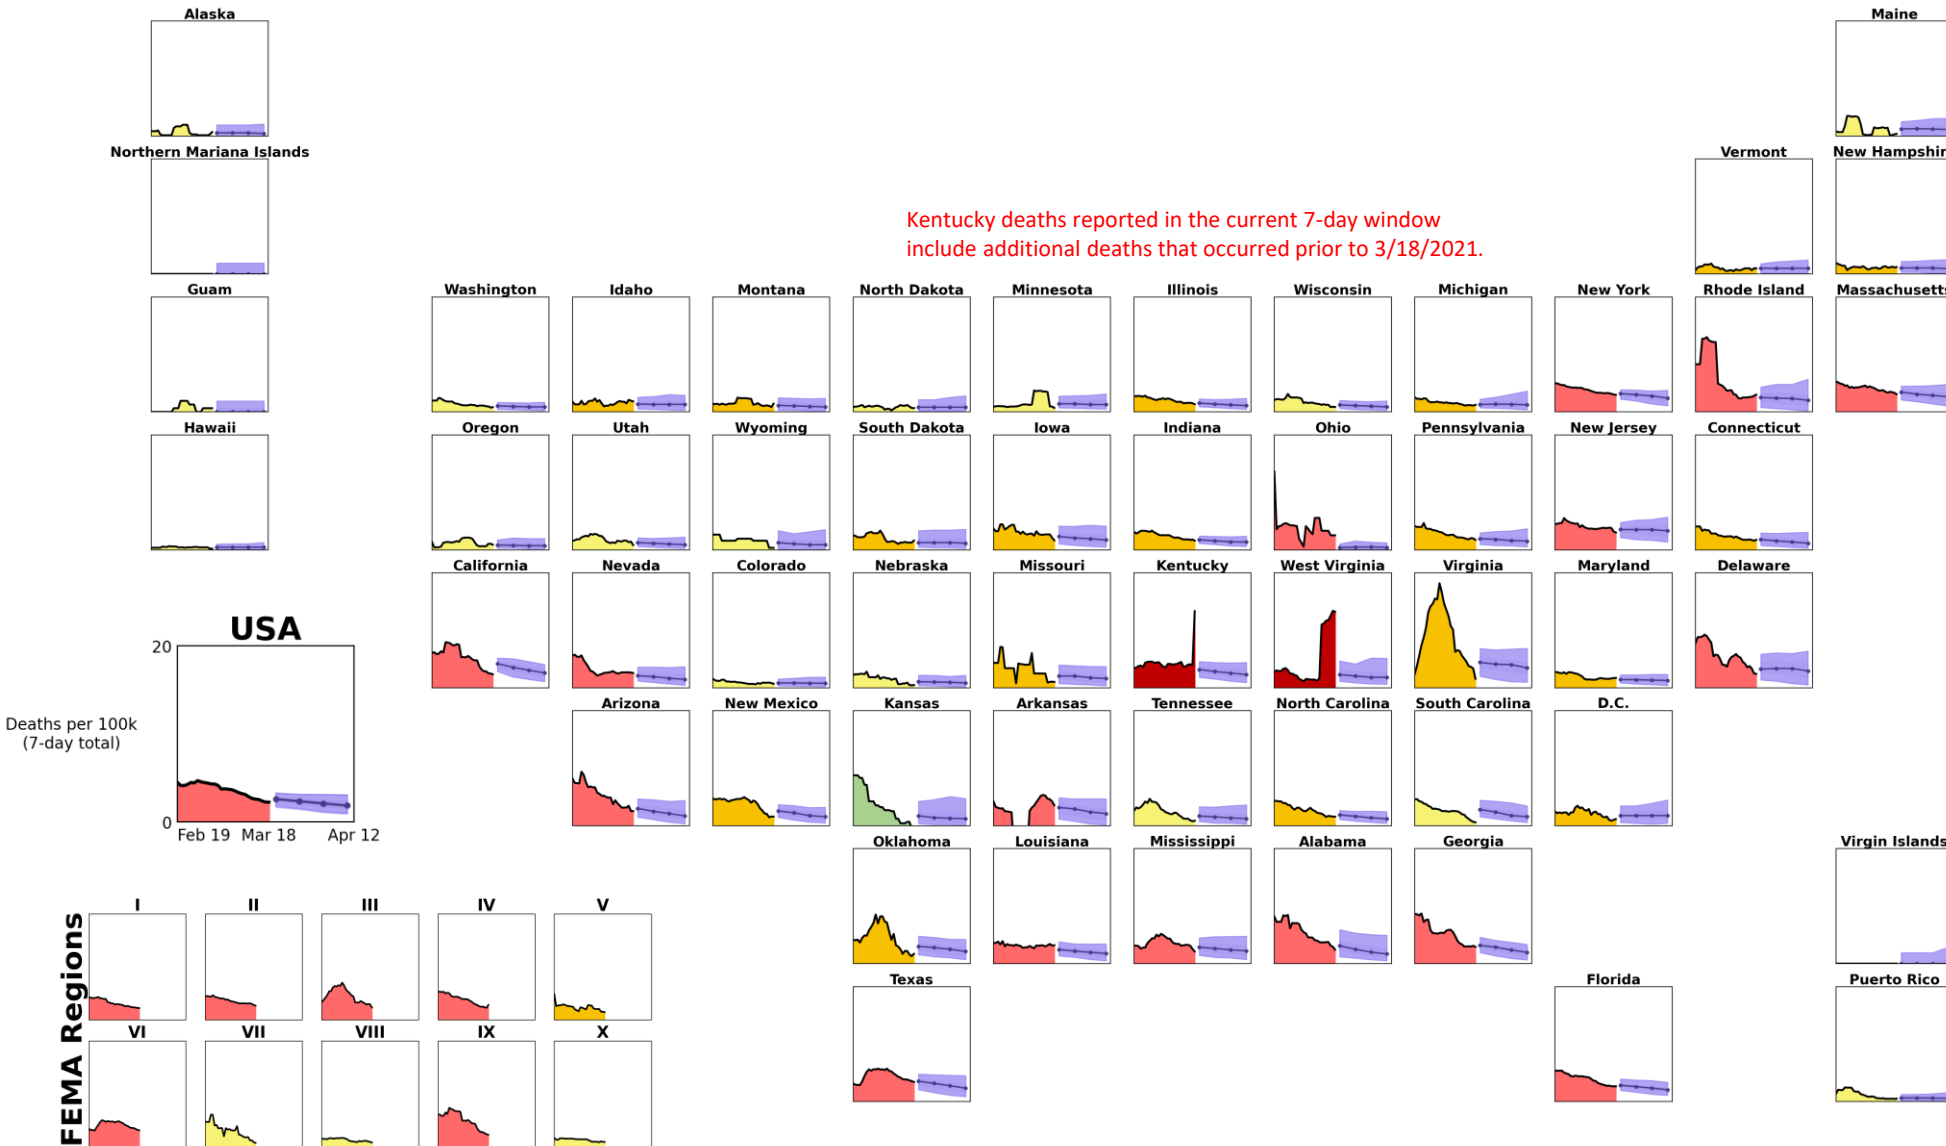 Alaska
Maine
Northern Mariana Islands
Vermont
New Hampshir
Kentucky deaths reported in the current 7-day window
include additional deaths that occurred prior to 3/18/2021.
Guam
Washington
Idaho
Montana
North Dakota
Minnesota
Illinois
Wisconsin
Michigan
New York
Rhode Island
Massachusetts
Hawaii
Oregon
Utah
Wyoming
South Dakota
Iowa
Indiana
Ohio
Pennsylvania
New Jersey
Connecticut
California
Nevada
Colorado
Nebraska
Missouri
Kentucky
West Virginia
Virginia
Maryland
Delaware
USA
20
Deaths per 100k
(7-day total)
0
Feb 19
Mar 18
Apr 12
Arizona
New Mexico
Kansas
Arkansas
Tennessee
North Carolina
South Carolina
D.C.
Oklahoma
Louisiana
Mississippi
Alabama
Georgia
Virgin Islands
FEMA Regions
I
II
III
IV
V
VI
VII
VIII
IX
X
Texas
Florida
Puerto Rico